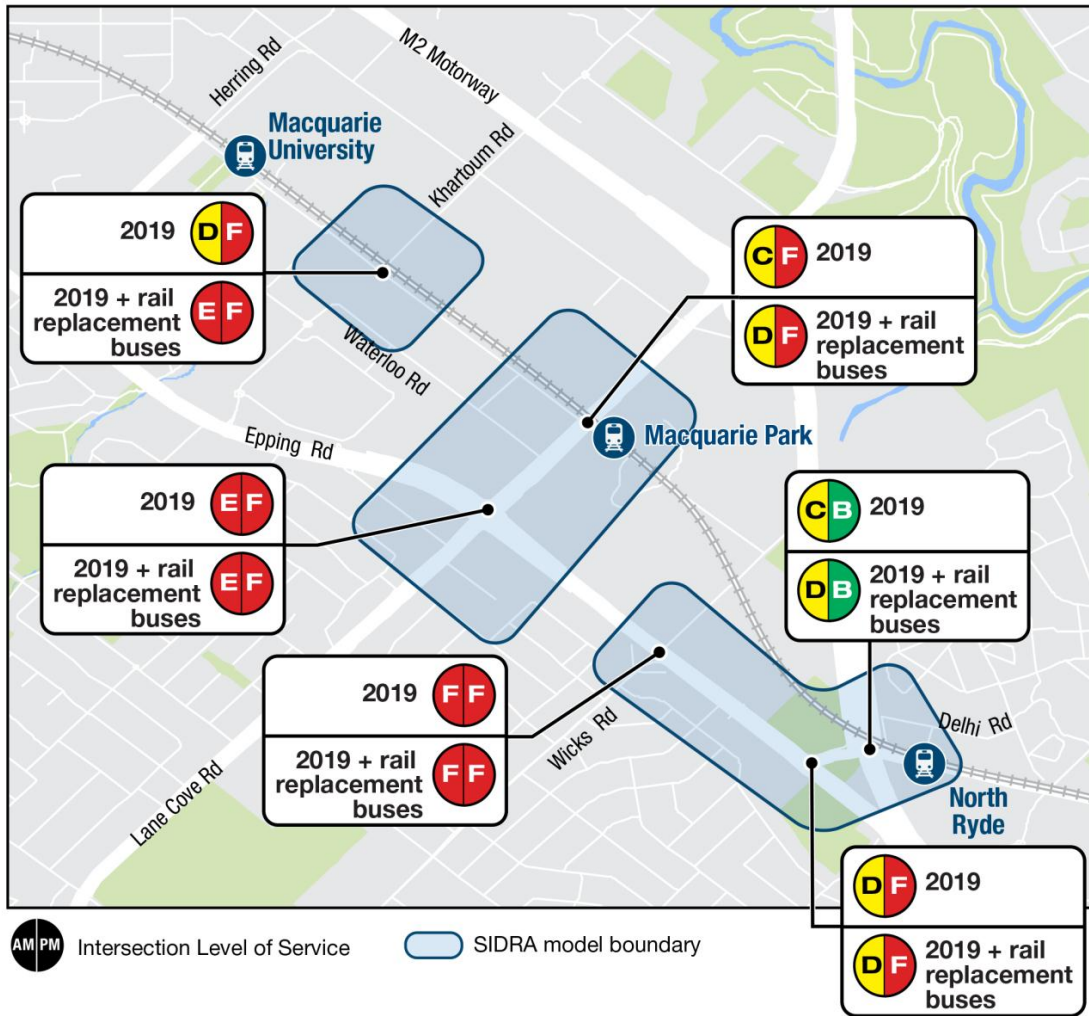 Herring Rd
M2 Motorway
Macquarie
University
Khartoum Rd
2019 D F
2019 + rail
replacement
buses
E F
C F 2019
D F
2019 + rail
replacement
buses
Waterloo Rd
Macquarie Park
Epping Rd
2019 E F
2019 + rail
replacement
buses
E F
C B 2019
D B
2019 + rail
replacement
buses
2019 F F
2019 + rail
replacement
buses
F F
Wicks Rd
Delhi Rd
North
Ryde
Lane Cove Rd
D F 2019
D F
2019 + rail
replacement
buses
AM PM Intersection Level of Service
SIDRA model boundary